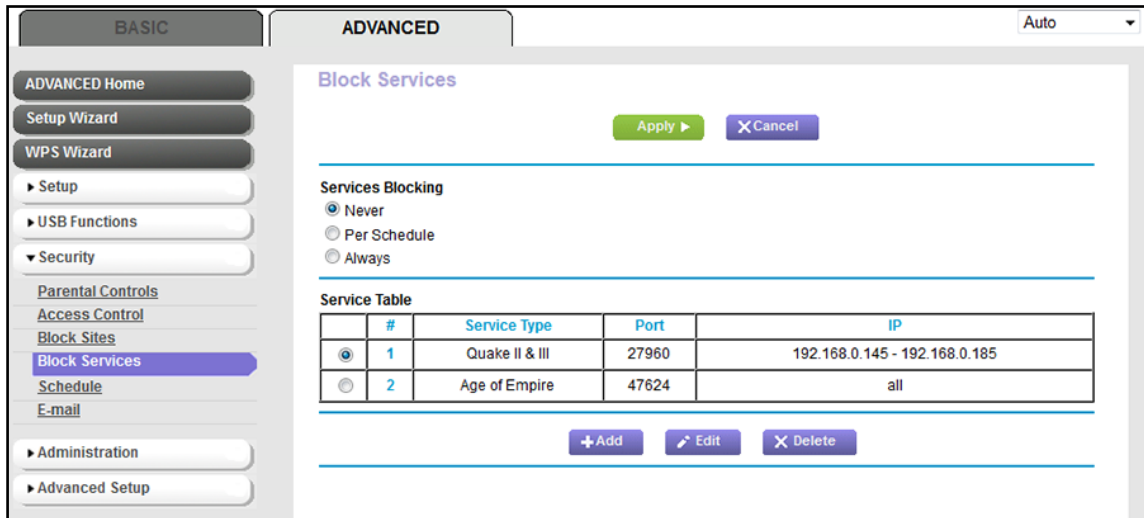 BASIC
ADVANCED
Auto
ADVANCED Home
Setup Wizard
WPS Wizard
Setup
USB Functions
Security
Parental Controls
Access Control
Block Sites
Block Services
Schedule
E-mail
Administration
Advanced Setup
Block Services
Apply
Cancel
Services Blocking
Never
Per Schedule
Always
Service Table
# Service Type Port IP
1 Quake II & III 27960 192.168.0.145 - 192.168.0.185
2 Age of Empire 47624 all
Add Edit Delete